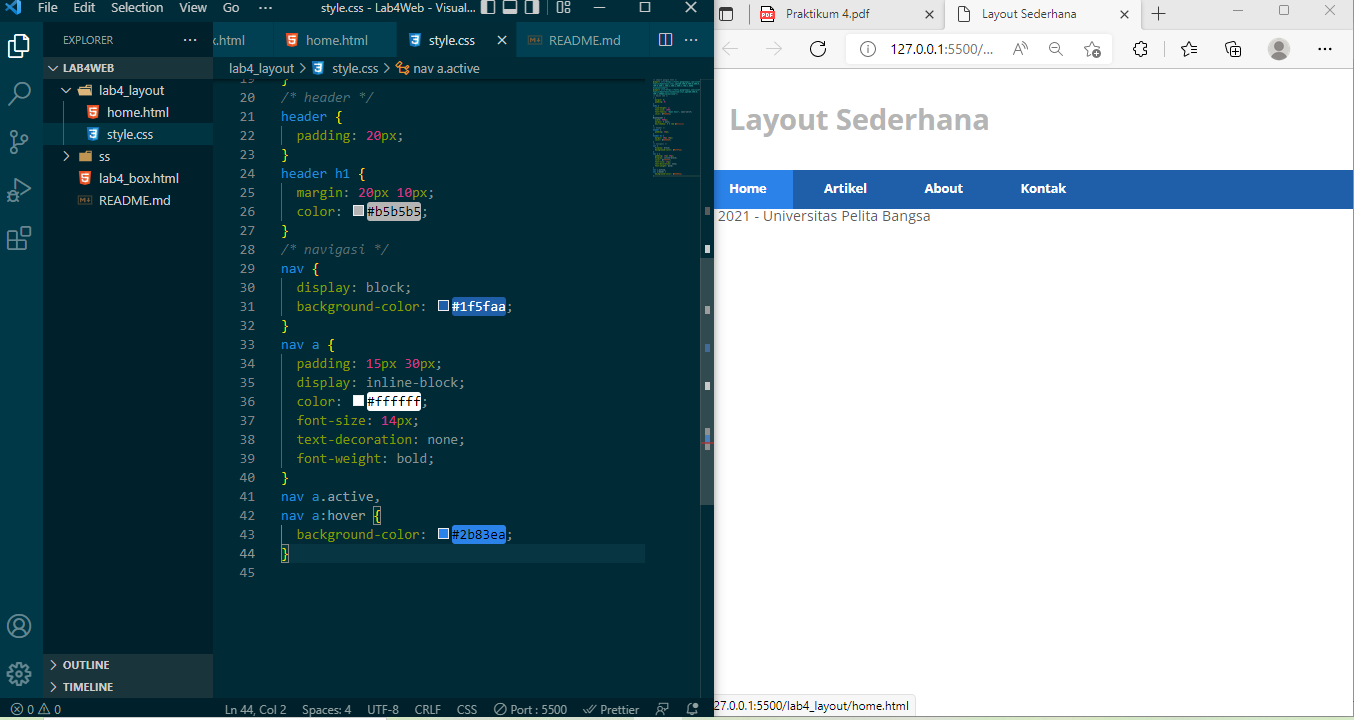 File Edit Selection View Go ··· style.css - Lab4Web - Visual...
EXPLORER ···
LAB4WEB
lab4_layout
home.html
style.css
ss
lab4_box.html
README.md
OUTLINE
TIMELINE
x.html home.html style.css README.md ···
lab4_layout > style.css > nav a.active
19 }
20 /* header */
21 header {
22 padding: 20px;
23 }
24 header h1 {
25 margin: 20px 10px;
26 color: #b5b5b5;
27 }
28 /* navigasi */
29 nav {
30 display: block;
31 background-color: #1f5faa;
32 }
33 nav a {
34 padding: 15px 30px;
35 display: inline-block;
36 color: #ffffff;
37 font-size: 14px;
38 text-decoration: none;
39 font-weight: bold;
40 }
41 nav a.active,
42 nav a:hover {
43 background-color: #2b83ea;
44 }
45
0 0 Ln 44, Col 2 Spaces: 4 UTF-8 CRLF CSS Port : 5500 Prettier
PDF Praktikum 4.pdf Layout Sederhana
127.0.0.1:5500/...
Layout Sederhana
Home Artikel About Kontak
2021 - Universitas Pelita Bangsa
27.0.0.1:5500/lab4_layout/home.html